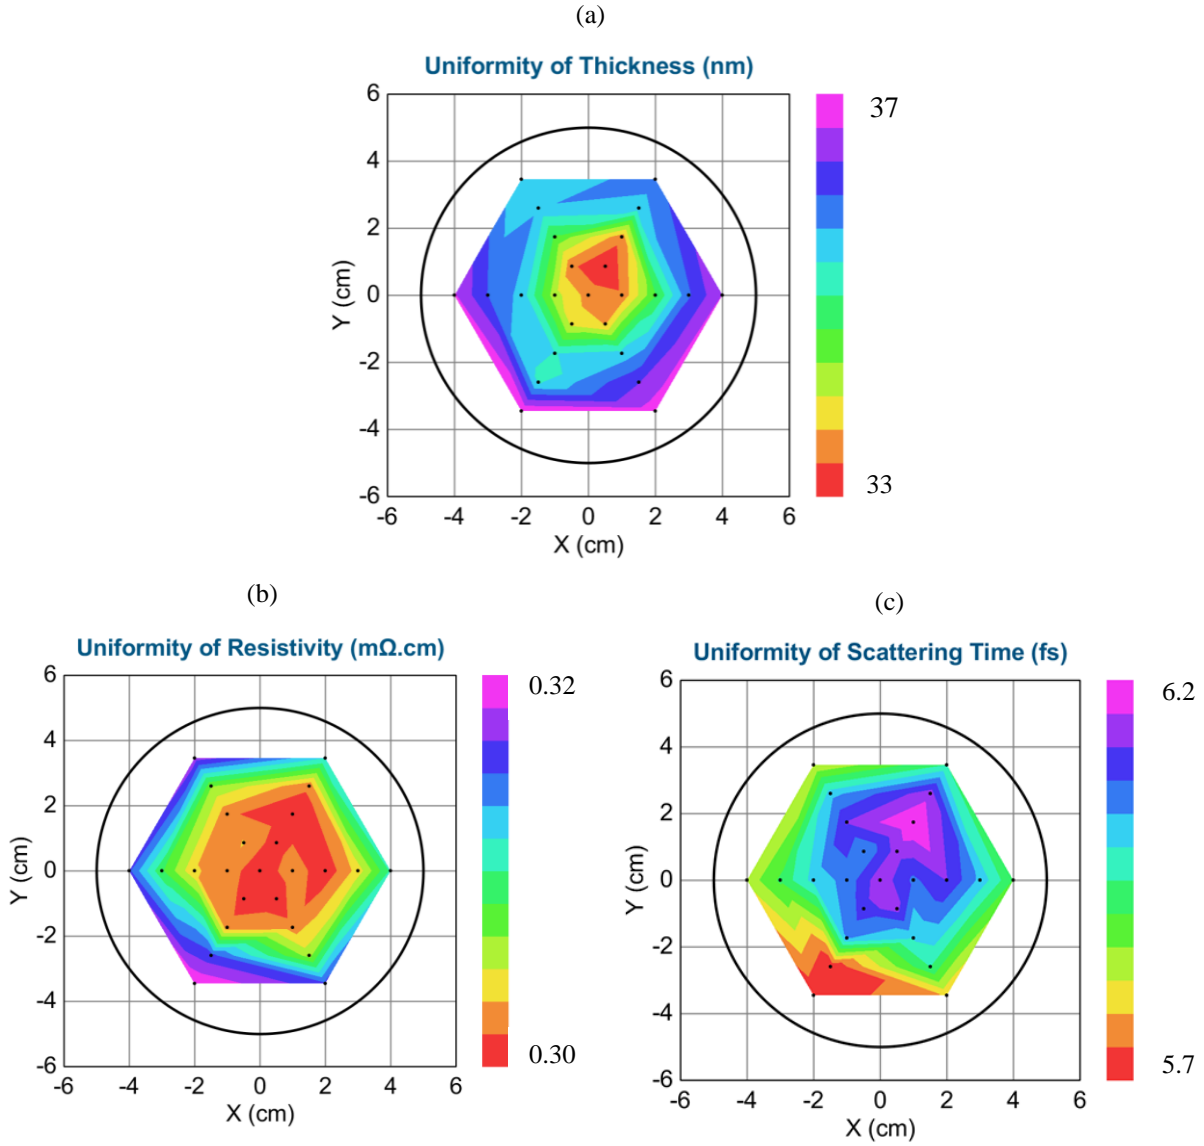 (a)
Uniformity of Thickness (nm)
6
4
2
0
-2
-4
-6
-6 -4 -2 0 2 4 6
X (cm)
Y (cm)
37
33
(b)
Uniformity of Resistivity (mΩ.cm)
6
4
2
0
-2
-4
-6
-6 -4 -2 0 2 4 6
X (cm)
Y (cm)
0.32
0.30
(c)
Uniformity of Scattering Time (fs)
6
4
2
0
-2
-4
-6
-6 -4 -2 0 2 4 6
X (cm)
Y (cm)
6.2
5.7